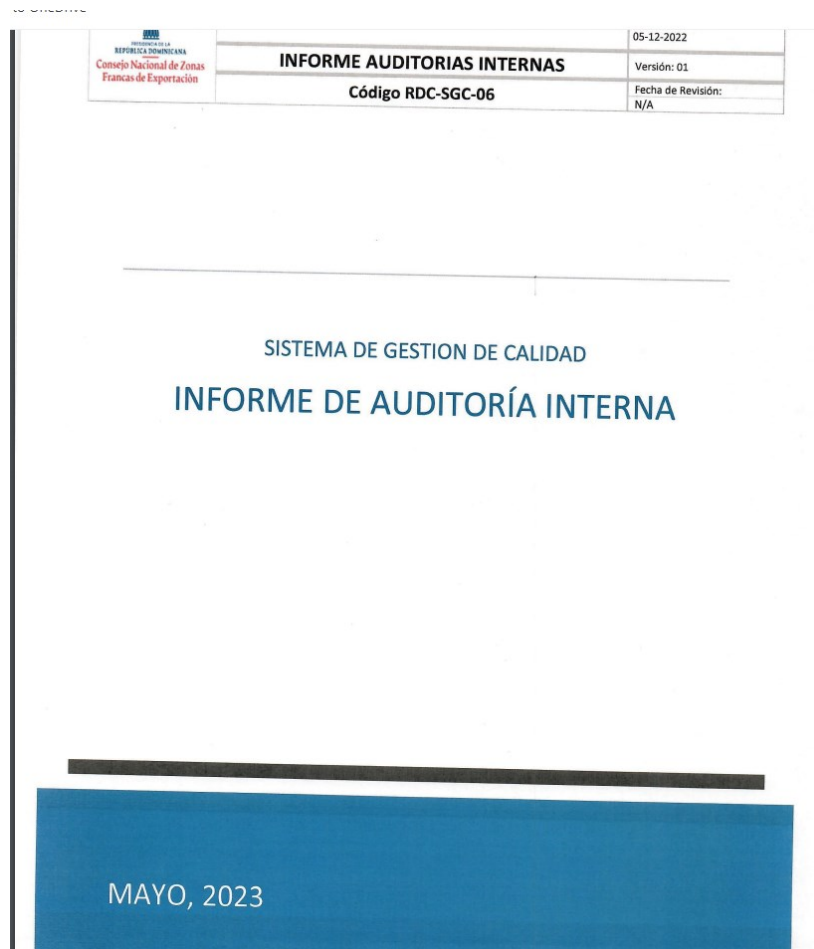 to OneDrive
PRESIDENCIA DE LA
REPÚBLICA DOMINICANA
Consejo Nacional de Zonas
Francas de Exportación
05-12-2022
INFORME AUDITORIAS INTERNAS
Versión: 01
Código RDC-SGC-06
Fecha de Revisión:
N/A
SISTEMA DE GESTION DE CALIDAD
INFORME DE AUDITORÍA INTERNA
MAYO, 2023